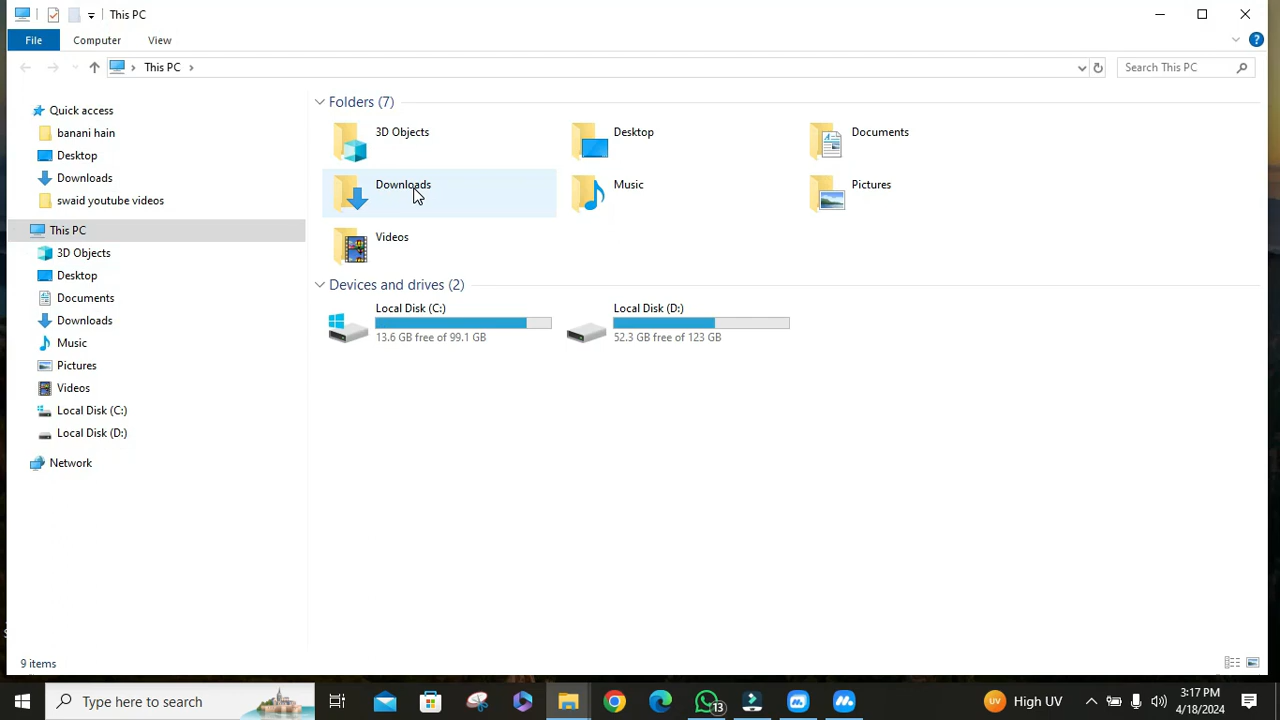 This PC
File Computer View
This PC
Search This PC
Quick access
banani hain
Desktop
Downloads
swaid youtube videos
This PC
3D Objects
Desktop
Documents
Downloads
Music
Pictures
Videos
Local Disk (C:)
Local Disk (D:)
Network
Folders (7)
3D Objects Desktop Documents
Downloads Music Pictures
Videos
Devices and drives (2)
Local Disk (C:) Local Disk (D:)
13.6 GB free of 99.1 GB 52.3 GB free of 123 GB
9 items
Type here to search
13
UV High UV
3:17 PM
4/18/2024